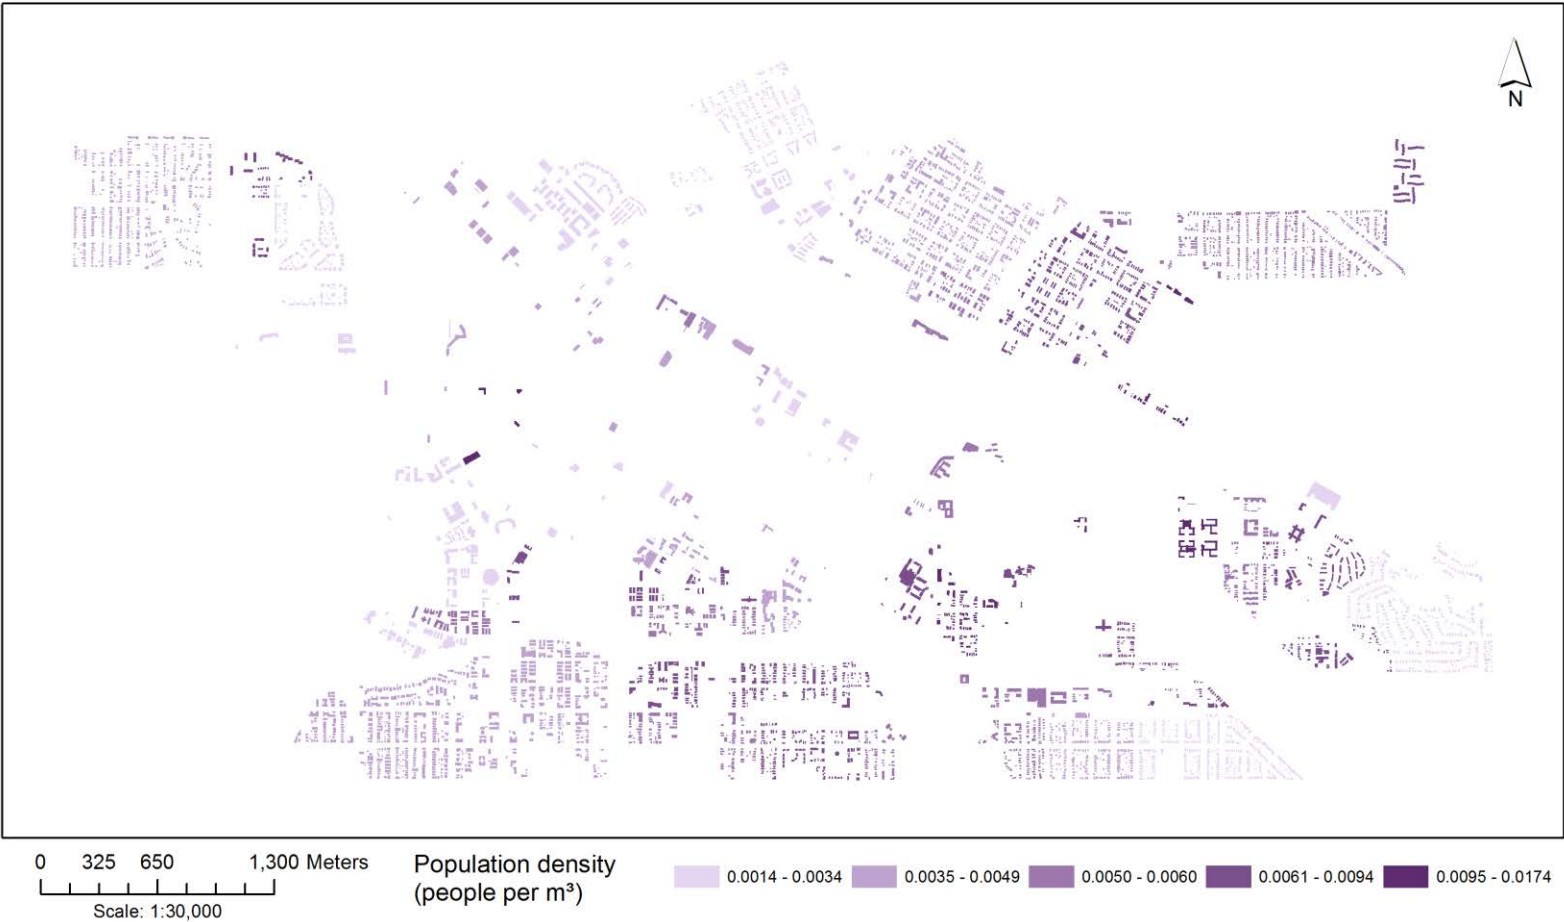 N
0 325 650 1,300 Meters
Scale: 1:30,000
Population density
(people per m³)
0.0014 - 0.0034
0.0035 - 0.0049
0.0050 - 0.0060
0.0061 - 0.0094
0.0095 - 0.0174